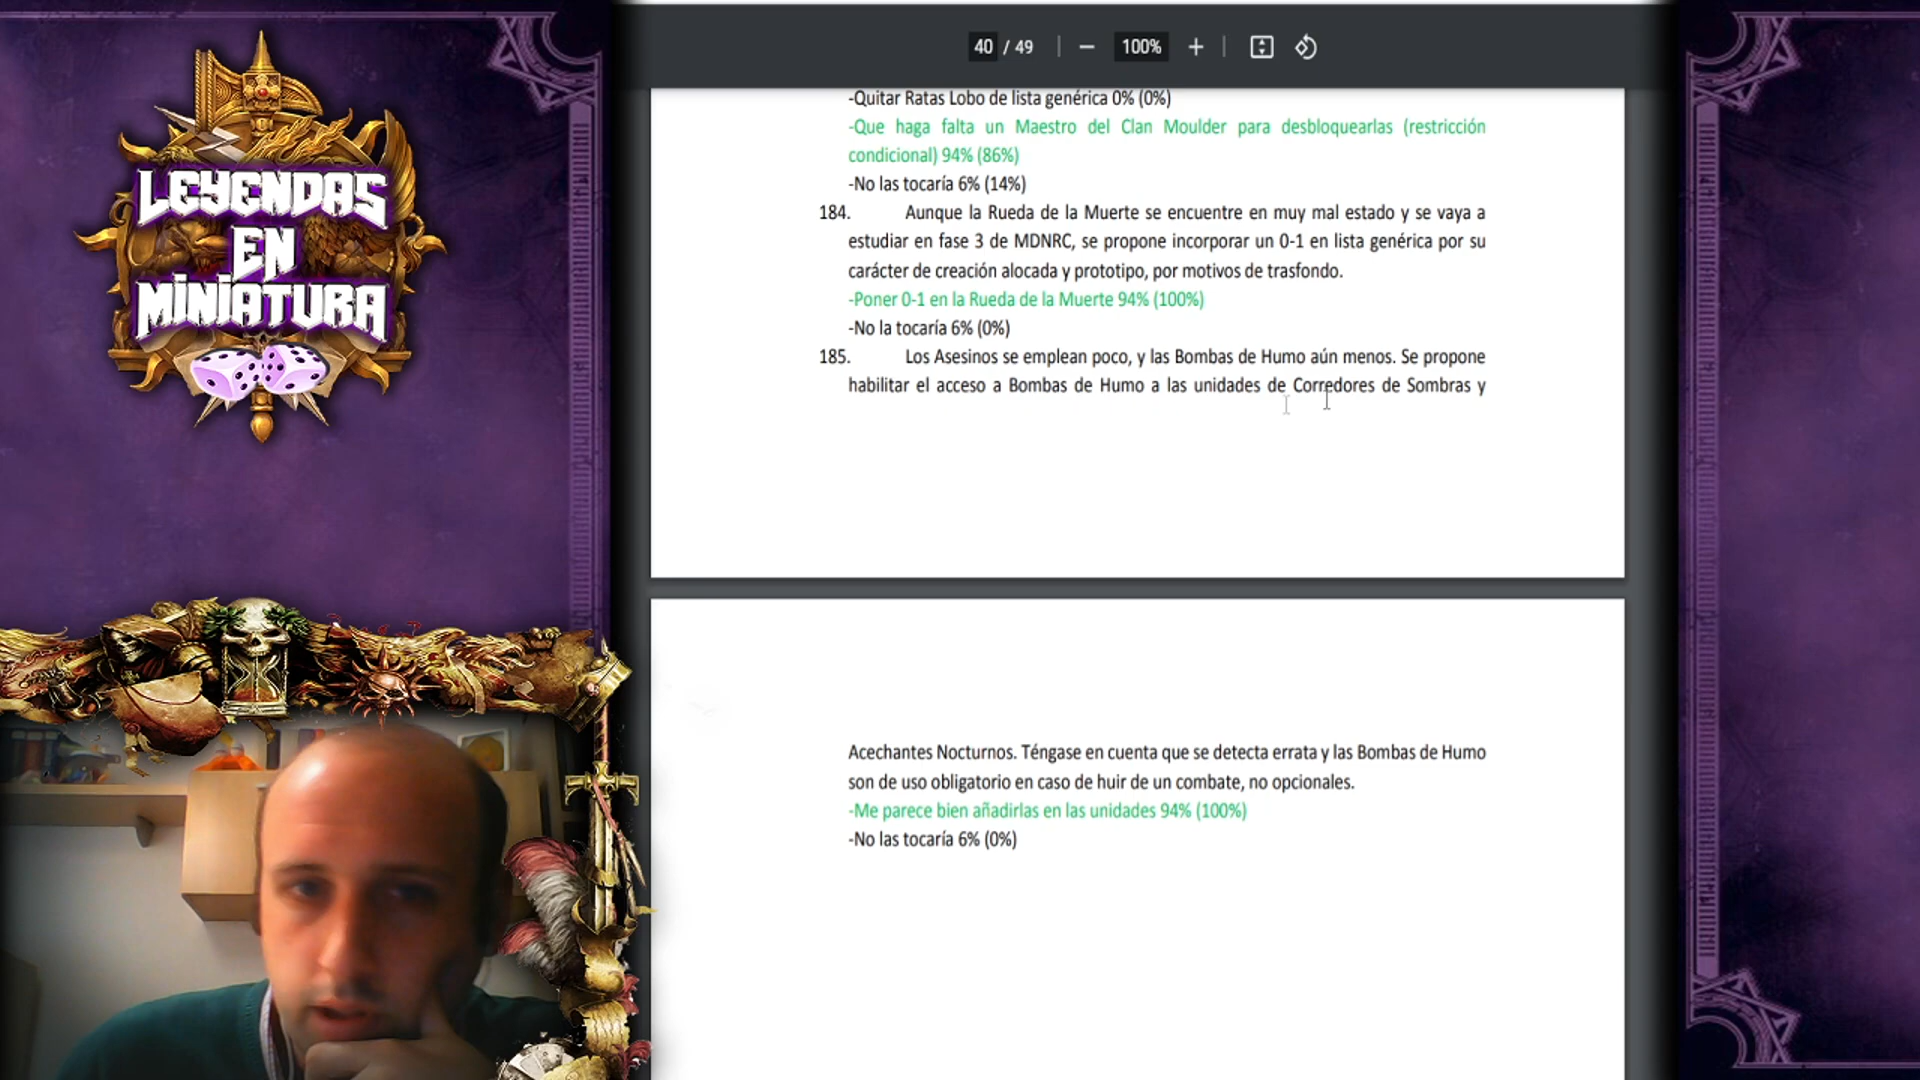 LEYENDAS
EN
MINIATURA
40 / 49
100%
-Quitar Ratas Lobo de lista genérica 0% (0%)
-Que haga falta un Maestro del Clan Moulder para desbloquearlas (restricción
condicional) 94% (86%)
-No las tocaría 6% (14%)
184. Aunque la Rueda de la Muerte se encuentre en muy mal estado y se vaya a
estudiar en fase 3 de MDNRC, se propone incorporar un 0-1 en lista genérica por su
carácter de creación alocada y prototipo, por motivos de trasfondo.
-Poner 0-1 en la Rueda de la Muerte 94% (100%)
-No la tocaría 6% (0%)
185. Los Asesinos se emplean poco, y las Bombas de Humo aún menos. Se propone
habilitar el acceso a Bombas de Humo a las unidades de Corredores de Sombras y
Acechantes Nocturnos. Téngase en cuenta que se detecta errata y las Bombas de Humo
son de uso obligatorio en caso de huir de un combate, no opcionales.
-Me parece bien añadirlas en las unidades 94% (100%)
-No las tocaría 6% (0%)